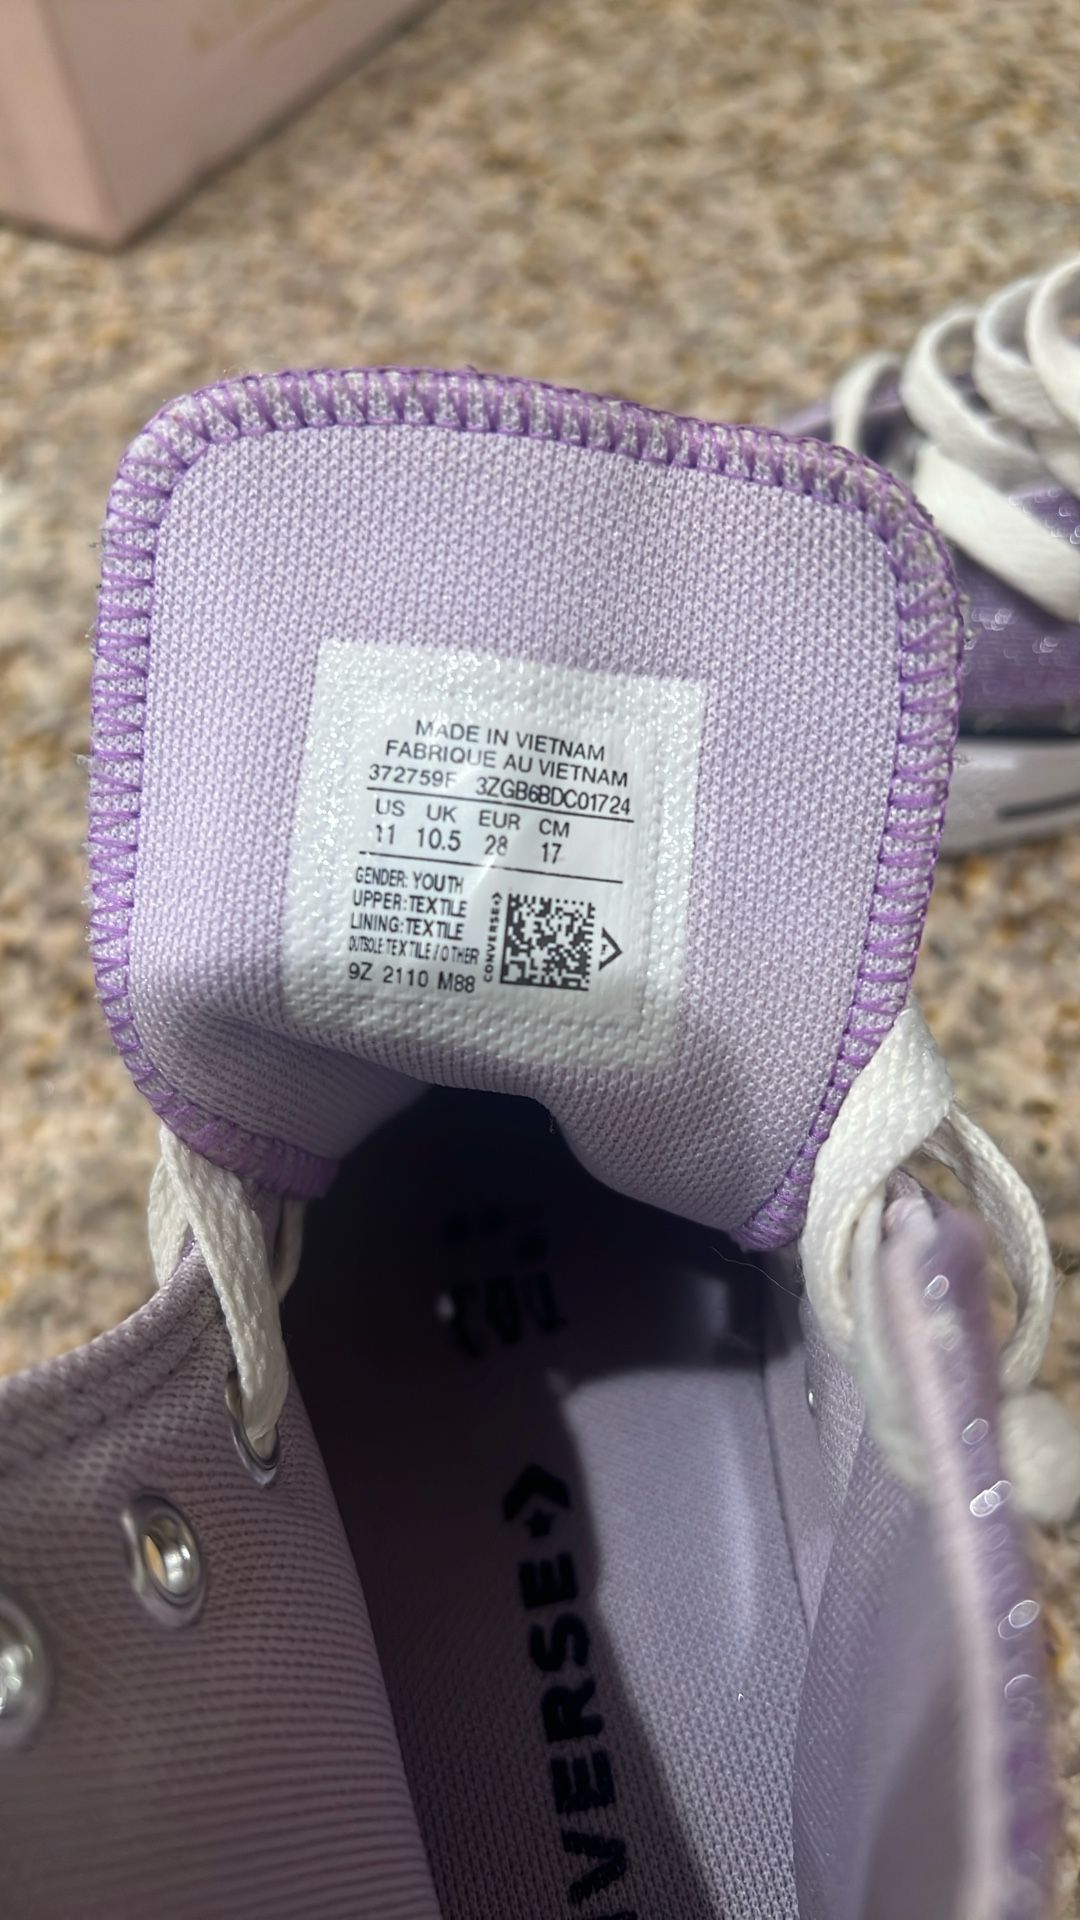 MADE IN VIETNAM
FABRIQUE AU VIETNAM
372759F 3ZGB6BDC01724
US UK EUR CM
11 10.5 28 17
GENDER: YOUTH
UPPER:TEXTILE
LINING:TEXTILE
OUTSOLE:TEXTILE/OTHER
9Z 2110 M88
CONVERSE
VERSE